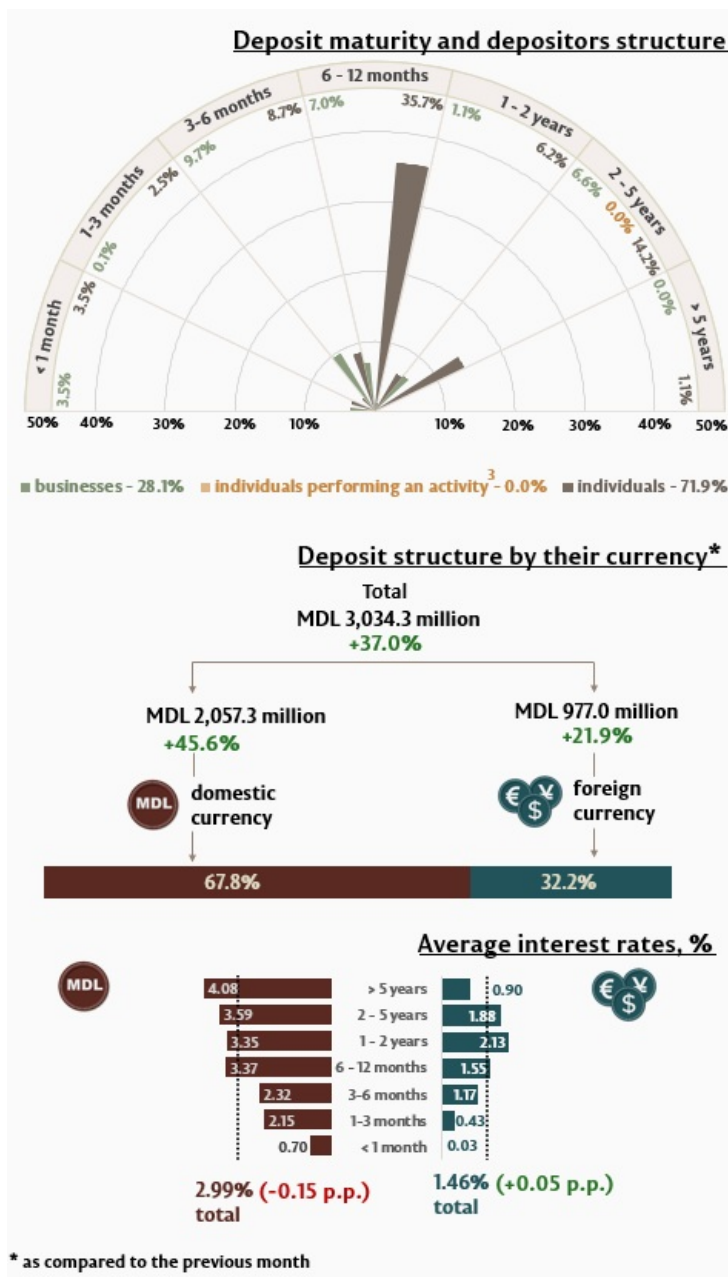 Deposit maturity and depositors structure
6 - 12 months
3-6 months
1 - 2 years
8.7% 7.0%
35.7% 1.1%
2.5% 9.7%
6.2% 6.6%
1-3 months
2 - 5 years
0.0%
3.5% 0.1%
14.2% 0.0%
< 1 month
> 5 years
3.5%
1.1%
50% 40% 30% 20% 10% 10% 20% 30% 40% 50%
businesses - 28.1% individuals performing an activity3 - 0.0% individuals - 71.9%
Deposit structure by their currency*
Total
MDL 3,034.3 million
+37.0%
MDL 2,057.3 million
+45.6%
MDL 977.0 million
+21.9%
MDL domestic
currency
€ ¥ $ foreign
currency
67.8% 32.2%
Average interest rates, %
MDL
€ ¥ $
4.08 > 5 years 0.90
3.59 2 - 5 years 1.88
3.35 1 - 2 years 2.13
3.37 6 - 12 months 1.55
2.32 3-6 months 1.17
2.15 1-3 months 0.43
0.70 < 1 month 0.03
2.99% (-0.15 p.p.)
total
1.46% (+0.05 p.p.)
total
* as compared to the previous month